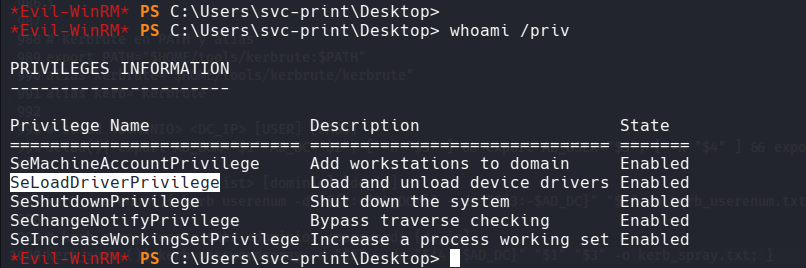 *Evil-WinRM* PS C:\Users\svc-print\Desktop>
*Evil-WinRM* PS C:\Users\svc-print\Desktop> whoami /priv
PRIVILEGES INFORMATION
----------------------
Privilege Name                Description                    State
============================= ============================== =======
SeMachineAccountPrivilege     Add workstations to domain     Enabled
SeLoadDriverPrivilege         Load and unload device drivers Enabled
SeShutdownPrivilege           Shut down the system           Enabled
SeChangeNotifyPrivilege       Bypass traverse checking       Enabled
SeIncreaseWorkingSetPrivilege Increase a process working set Enabled
*Evil-WinRM* PS C:\Users\svc-print\Desktop>